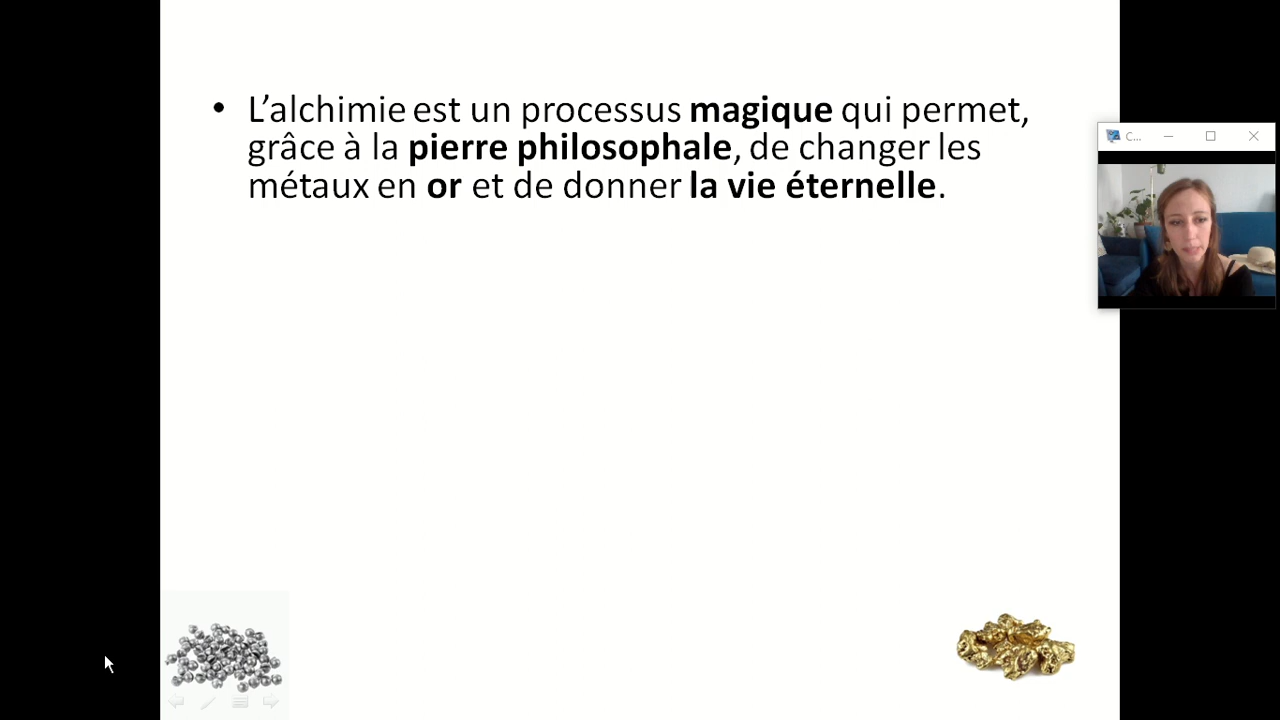 • L’alchimie est un processus magique qui permet,
grâce à la pierre philosophale, de changer les
métaux en or et de donner la vie éternelle.
C...